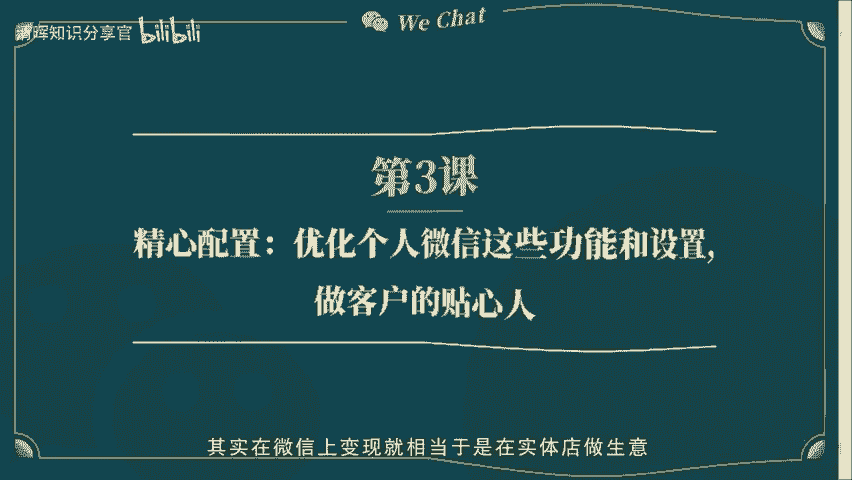 晖知识分享官 bilibili
We Chat
第3课
精心配置：优化个人微信这些功能和设置，
做客户的贴心人
其实在微信上变现就相当于是在实体店做生意